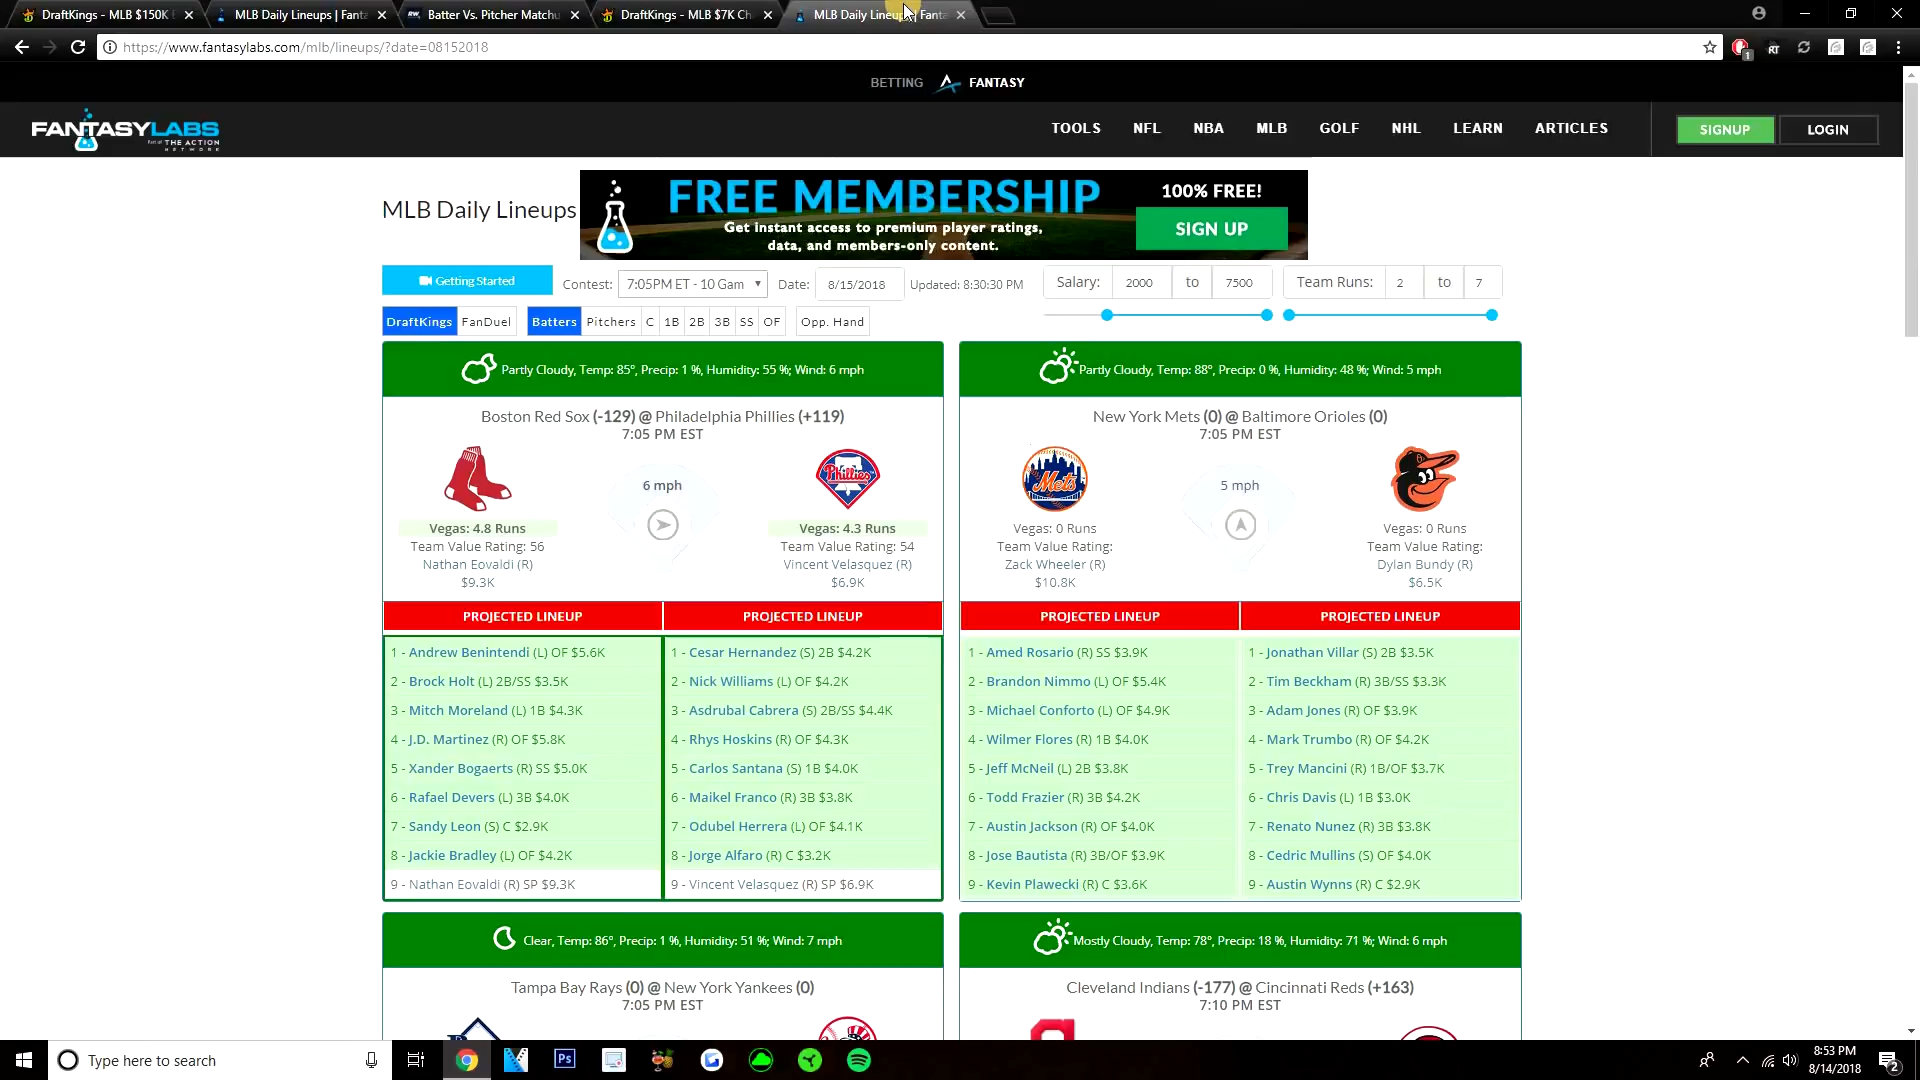 DraftKings - MLB $150K
MLB Daily Lineups | Fanta
Batter Vs. Pitcher Matchu
DraftKings - MLB $7K Ch
MLB Daily Lineups | Fanta
https://www.fantasylabs.com/mlb/lineups/?date=08152018
BETTING FANTASY
FANTASYLABS
Part of THE ACTION NETWORK
TOOLS NFL NBA MLB GOLF NHL LEARN ARTICLES
SIGNUP LOGIN
MLB Daily Lineups
FREE MEMBERSHIP
Get instant access to premium player ratings,
data, and members-only content.
100% FREE!
SIGN UP
Getting Started
Contest: 7:05PM ET - 10 Gam Date: 8/15/2018 Updated: 8:30:30 PM
Salary: 2000 to 7500 Team Runs: 2 to 7
DraftKings FanDuel Batters Pitchers C 1B 2B 3B SS OF Opp. Hand
Partly Cloudy, Temp: 85°, Precip: 1 %, Humidity: 55 %; Wind: 6 mph
Boston Red Sox (-129) @ Philadelphia Phillies (+119)
7:05 PM EST
Phillies
6 mph
Vegas: 4.8 Runs
Team Value Rating: 56
Nathan Eovaldi (R)
$9.3K
Vegas: 4.3 Runs
Team Value Rating: 54
Vincent Velasquez (R)
$6.9K
PROJECTED LINEUP
1 - Andrew Benintendi (L) OF $5.6K
2 - Brock Holt (L) 2B/SS $3.5K
3 - Mitch Moreland (L) 1B $4.3K
4 - J.D. Martinez (R) OF $5.8K
5 - Xander Bogaerts (R) SS $5.0K
6 - Rafael Devers (L) 3B $4.0K
7 - Sandy Leon (S) C $2.9K
8 - Jackie Bradley (L) OF $4.2K
9 - Nathan Eovaldi (R) SP $9.3K
PROJECTED LINEUP
1 - Cesar Hernandez (S) 2B $4.2K
2 - Nick Williams (L) OF $4.2K
3 - Asdrubal Cabrera (S) 2B/SS $4.4K
4 - Rhys Hoskins (R) OF $4.3K
5 - Carlos Santana (S) 1B $4.0K
6 - Maikel Franco (R) 3B $3.8K
7 - Odubel Herrera (L) OF $4.1K
8 - Jorge Alfaro (R) C $3.2K
9 - Vincent Velasquez (R) SP $6.9K
Partly Cloudy, Temp: 88°, Precip: 0 %, Humidity: 48 %; Wind: 5 mph
New York Mets (0) @ Baltimore Orioles (0)
7:05 PM EST
Mets
5 mph
Vegas: 0 Runs
Team Value Rating:
Zack Wheeler (R)
$10.8K
Vegas: 0 Runs
Team Value Rating:
Dylan Bundy (R)
$6.5K
PROJECTED LINEUP
1 - Amed Rosario (R) SS $3.9K
2 - Brandon Nimmo (L) OF $5.4K
3 - Michael Conforto (L) OF $4.9K
4 - Wilmer Flores (R) 1B $4.0K
5 - Jeff McNeil (L) 2B $3.8K
6 - Todd Frazier (R) 3B $4.2K
7 - Austin Jackson (R) OF $4.0K
8 - Jose Bautista (R) 3B/OF $3.9K
9 - Kevin Plawecki (R) C $3.6K
PROJECTED LINEUP
1 - Jonathan Villar (S) 2B $3.5K
2 - Tim Beckham (R) 3B/SS $3.3K
3 - Adam Jones (R) OF $3.9K
4 - Mark Trumbo (R) OF $4.2K
5 - Trey Mancini (R) 1B/OF $3.7K
6 - Chris Davis (L) 1B $3.0K
7 - Renato Nunez (R) 3B $3.8K
8 - Cedric Mullins (S) OF $4.0K
9 - Austin Wynns (R) C $2.9K
Clear, Temp: 86°, Precip: 1 %, Humidity: 51 %; Wind: 7 mph
Tampa Bay Rays (0) @ New York Yankees (0)
7:05 PM EST
Mostly Cloudy, Temp: 78°, Precip: 18 %, Humidity: 71 %; Wind: 6 mph
Cleveland Indians (-177) @ Cincinnati Reds (+163)
7:10 PM EST
Type here to search
Ps
8:53 PM
8/14/2018
2